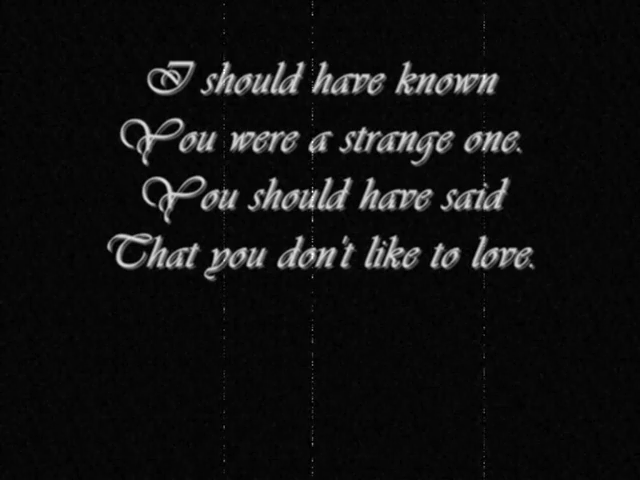 I should have known
You were a strange one.
You should have said
That you don't like to love.